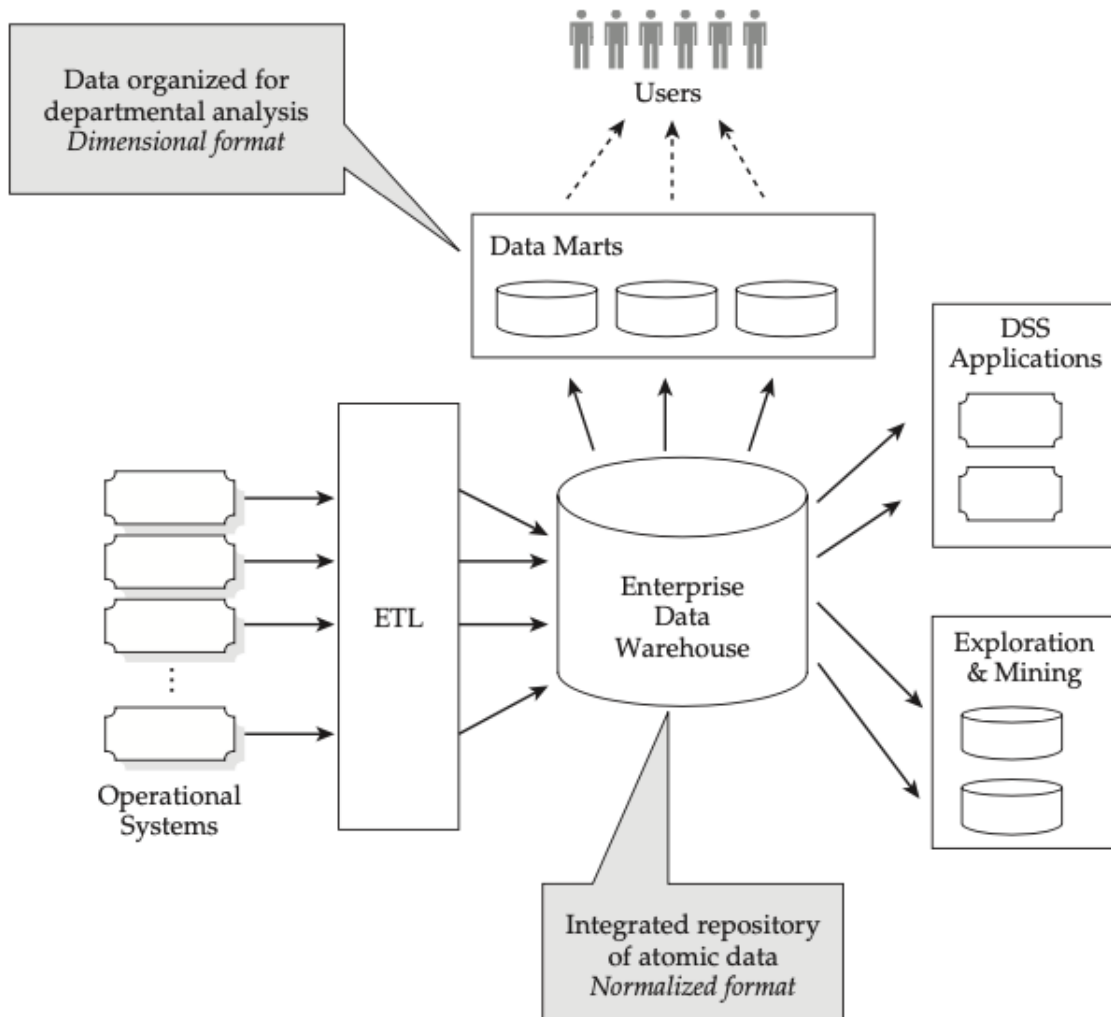 Users
Data organized for
departmental analysis
Dimensional format
Data Marts
DSS
Applications
ETL
Enterprise
Data
Warehouse
Exploration
& Mining
Operational
Systems
Integrated repository
of atomic data
Normalized format